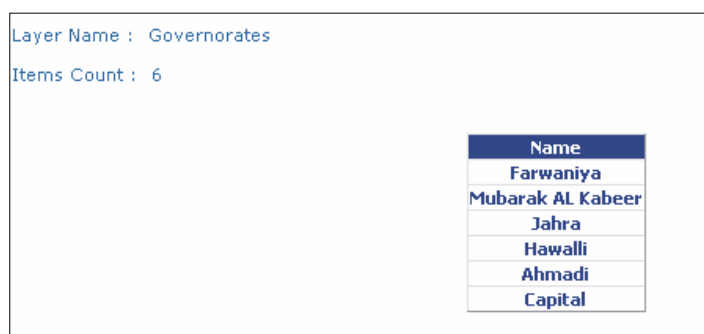 Layer Name : Governorates
Items Count : 6
Name
Farwaniya
Mubarak AL Kabeer
Jahra
Hawalli
Ahmadi
Capital